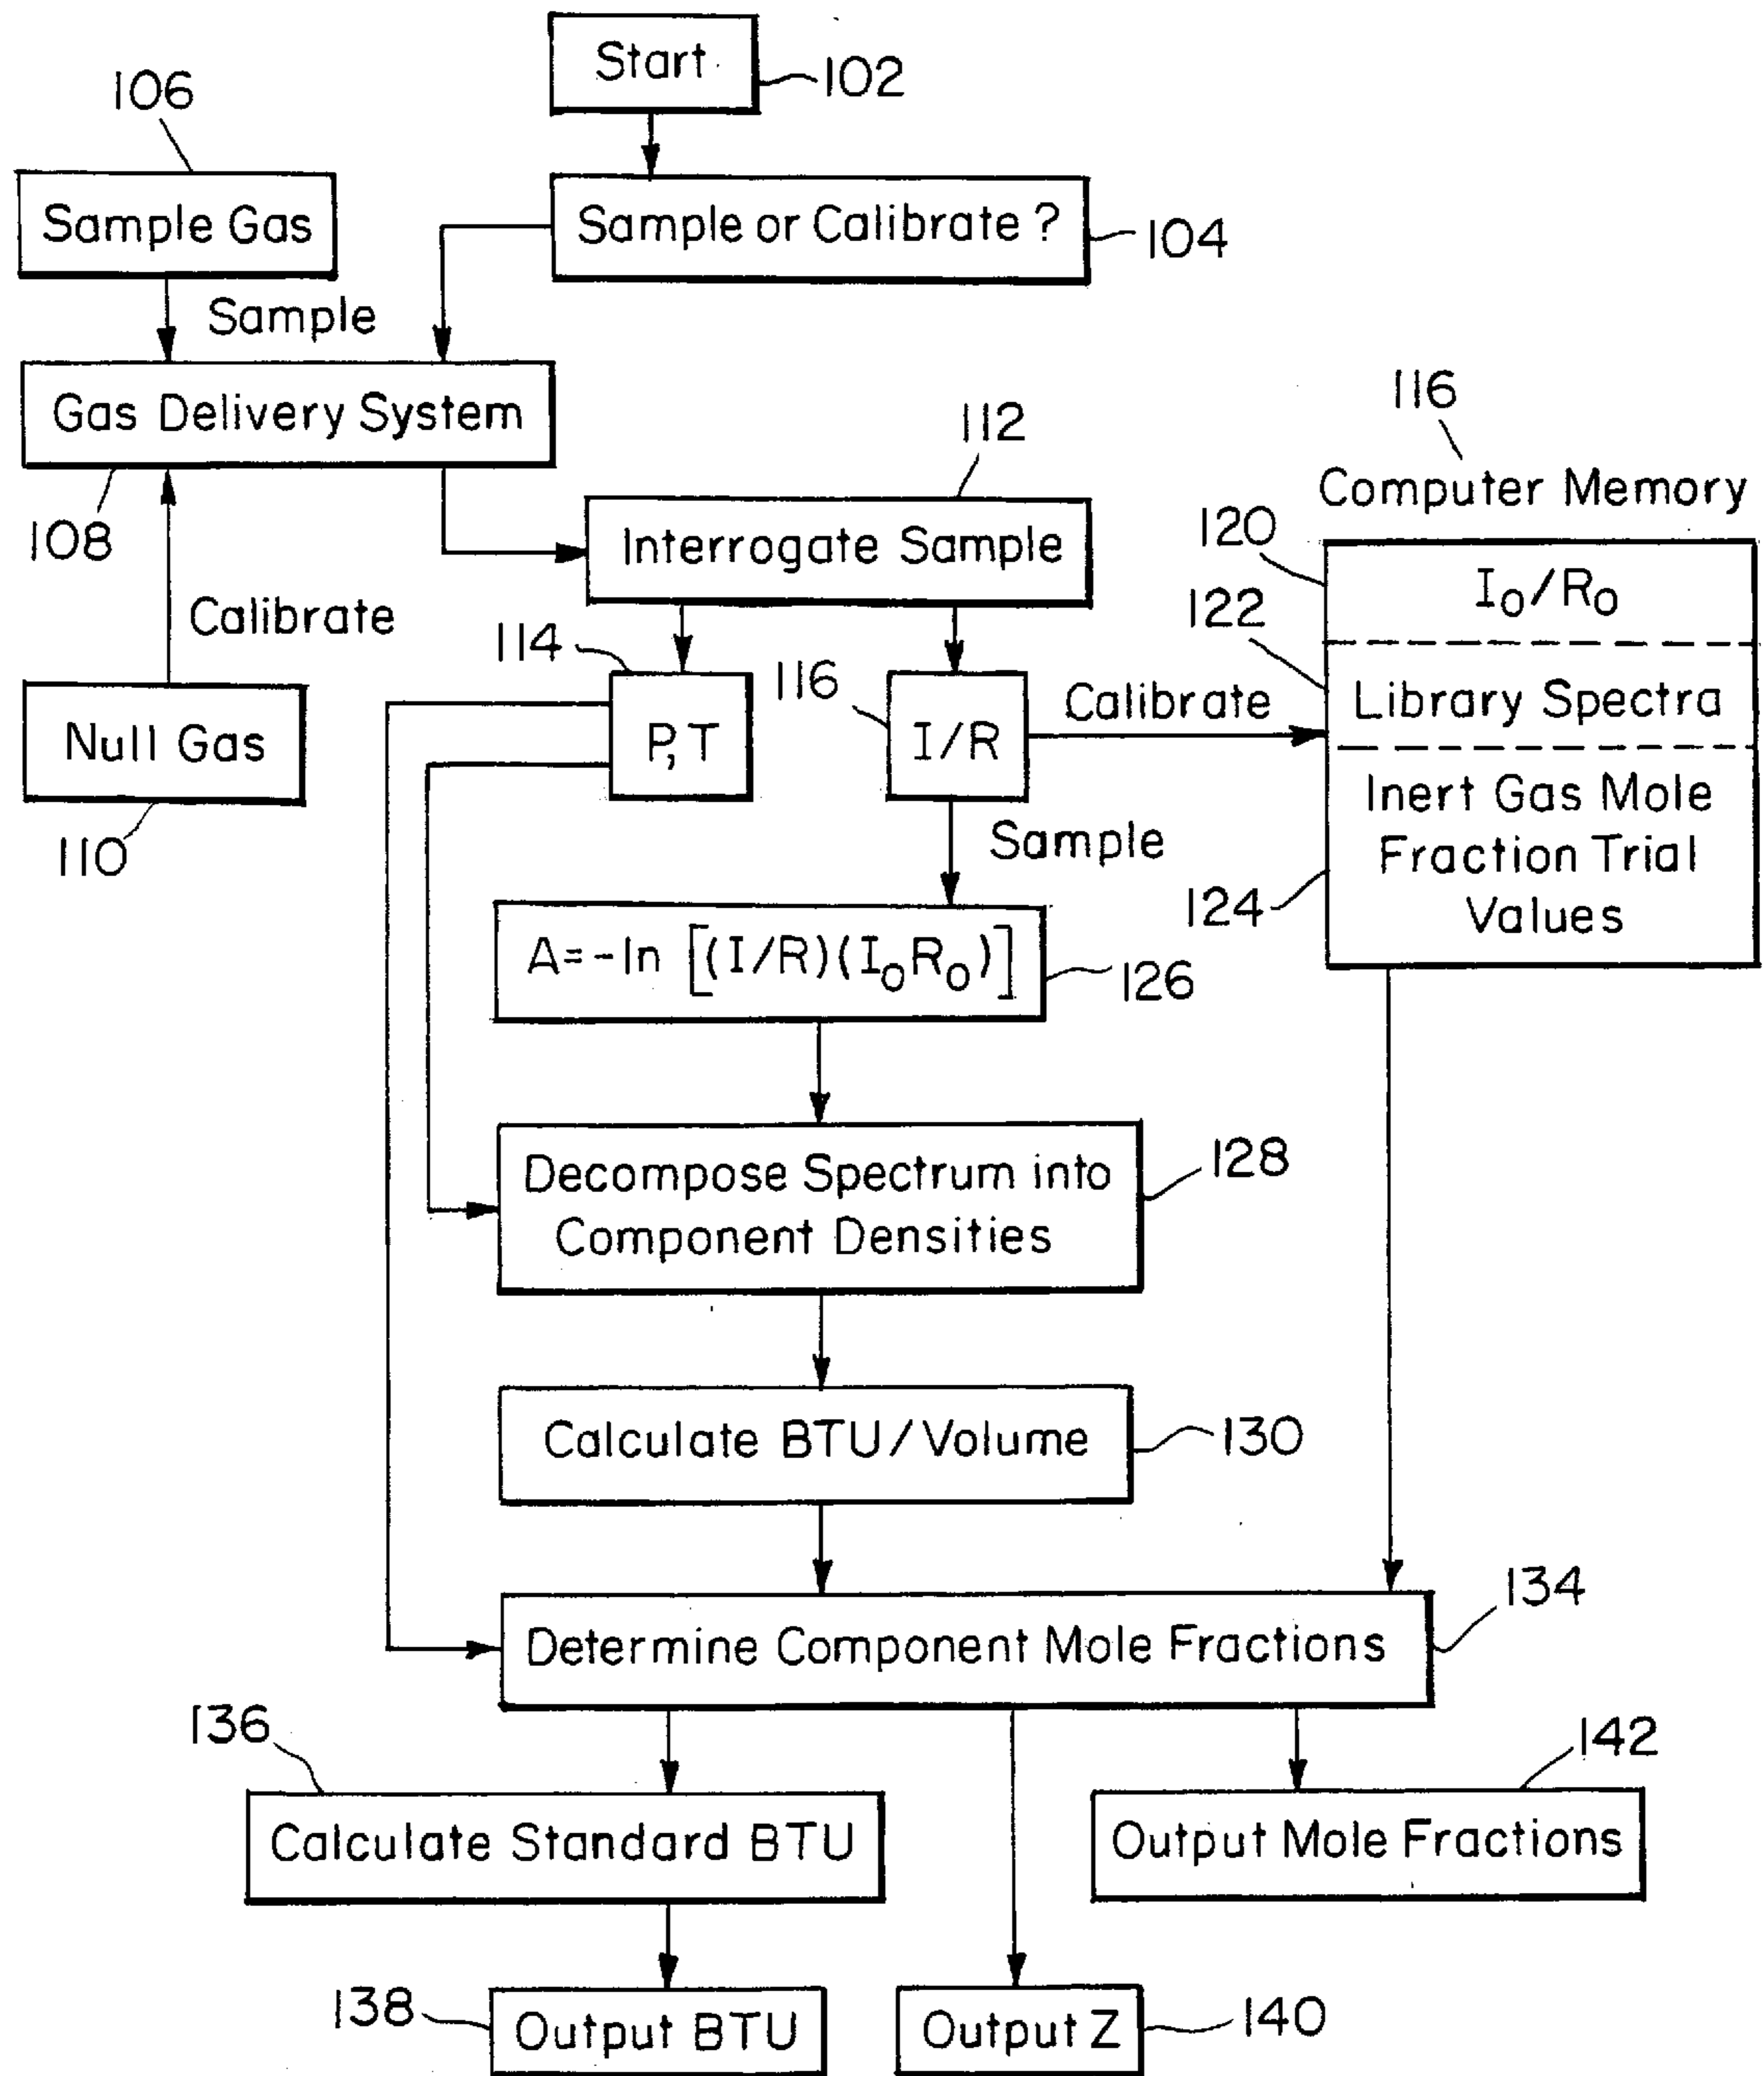 Start
102
106
Sample Gas
Sample or Calibrate ?
104
Sample
Gas Delivery System
108
112
Interrogate Sample
116
Computer Memory
120
I₀/R₀
122
Library Spectra
Inert Gas Mole
Fraction Trial
Values
124
Calibrate
Null Gas
110
114
P,T
116
I/R
Calibrate
Sample
A=-ln [(I/R)(I₀R₀)]
126
Decompose Spectrum into
Component Densities
128
Calculate BTU/Volume
130
Determine Component Mole Fractions
134
136
Calculate Standard BTU
142
Output Mole Fractions
138
Output BTU
Output Z
140